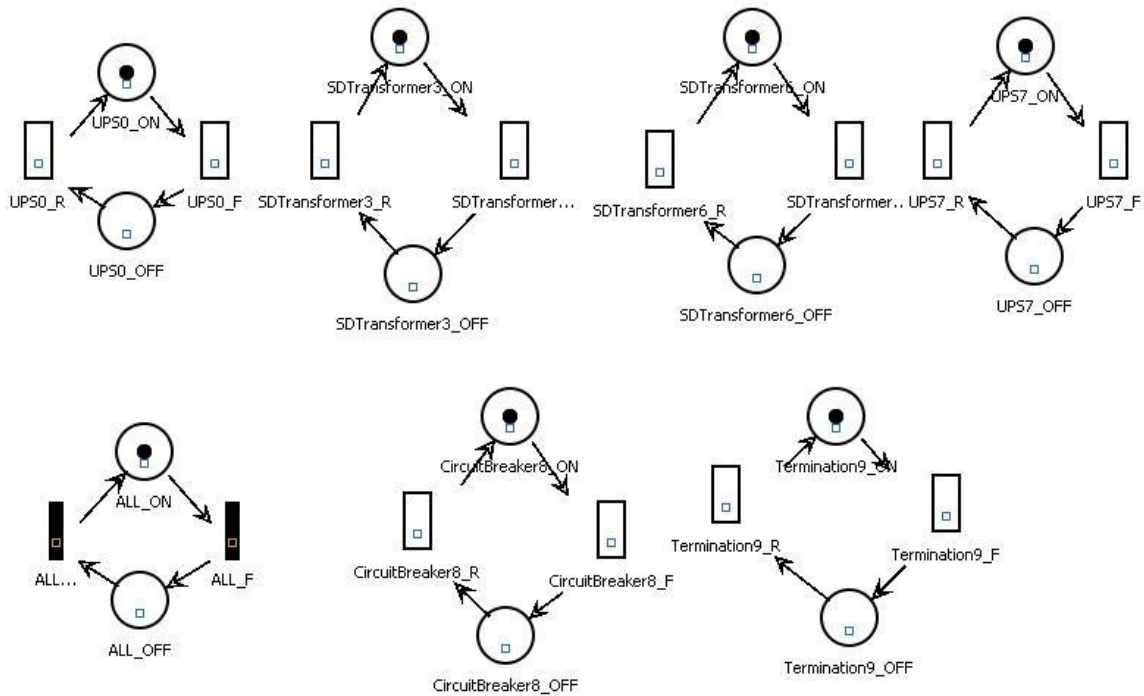 UPS0_ON
UPS0_R
UPS0_F
UPS0_OFF
SDTransformer3_ON
SDTransformer3_R
SDTransformer...
SDTransformer3_OFF
SDTransformer6_ON
SDTransformer6_R
SDTransformer..
SDTransformer6_OFF
UPS7_ON
UPS7_R
UPS7_F
UPS7_OFF
ALL_ON
ALL...
ALL_F
ALL_OFF
CircuitBreaker8_ON
CircuitBreaker8_R
CircuitBreaker8_F
CircuitBreaker8_OFF
Termination9_ON
Termination9_R
Termination9_F
Termination9_OFF